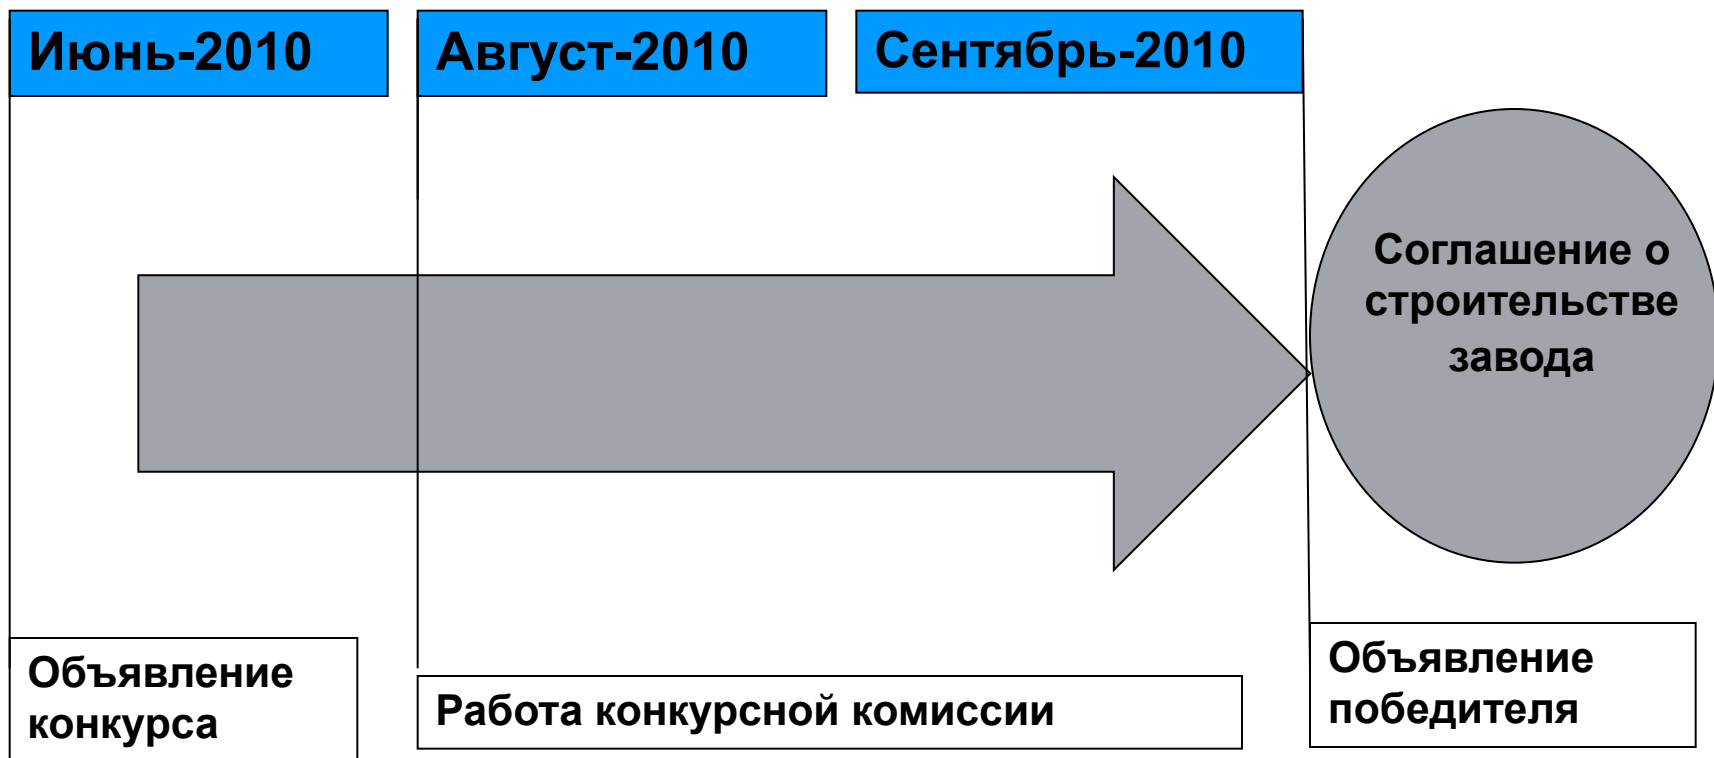 Июнь-2010
Август-2010
Сентябрь-2010
Соглашение о
строительстве
завода
Объявление
конкурса
Работа конкурсной комиссии
Объявление
победителя